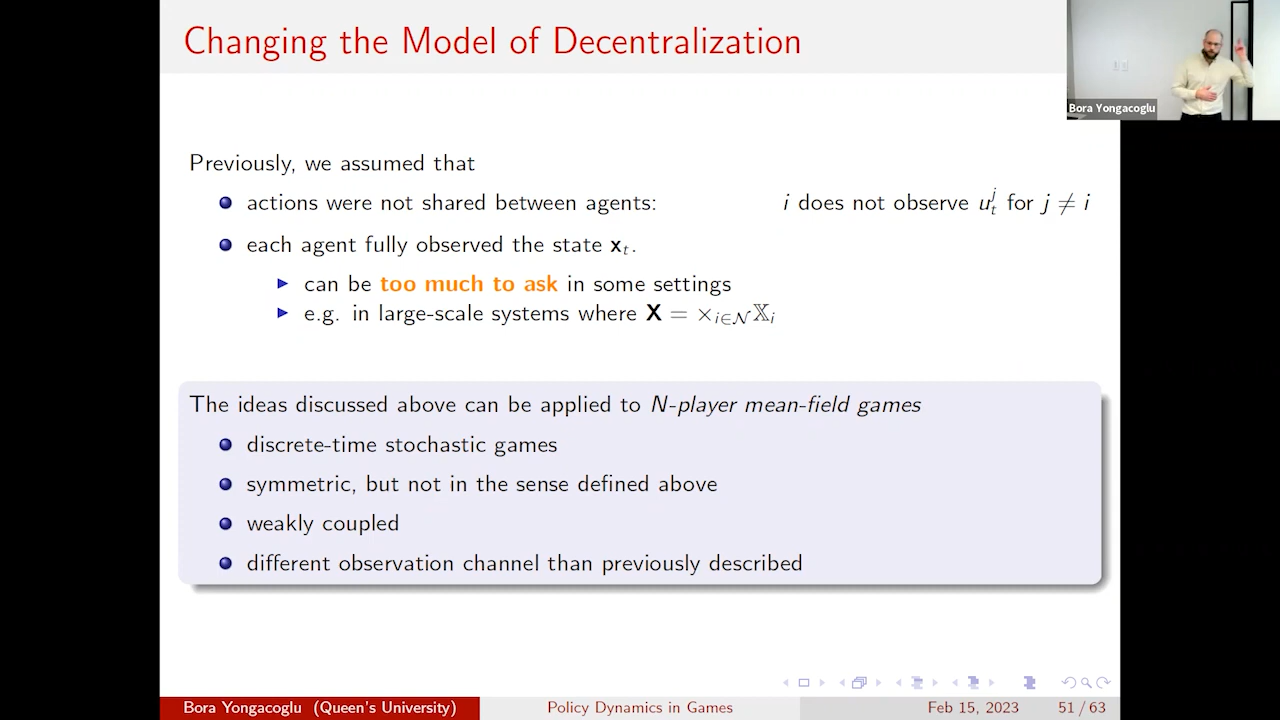 Changing the Model of Decentralization
Bora Yongacoglu
Previously, we assumed that
actions were not shared between agents: i does not observe u_t^j for j ≠ i
each agent fully observed the state x_t.
can be too much to ask in some settings
e.g. in large-scale systems where X = ×_{i∈𝒩} 𝕏_i
The ideas discussed above can be applied to N-player mean-field games
discrete-time stochastic games
symmetric, but not in the sense defined above
weakly coupled
different observation channel than previously described
Bora Yongacoglu (Queen's University) Policy Dynamics in Games Feb 15, 2023 51 / 63